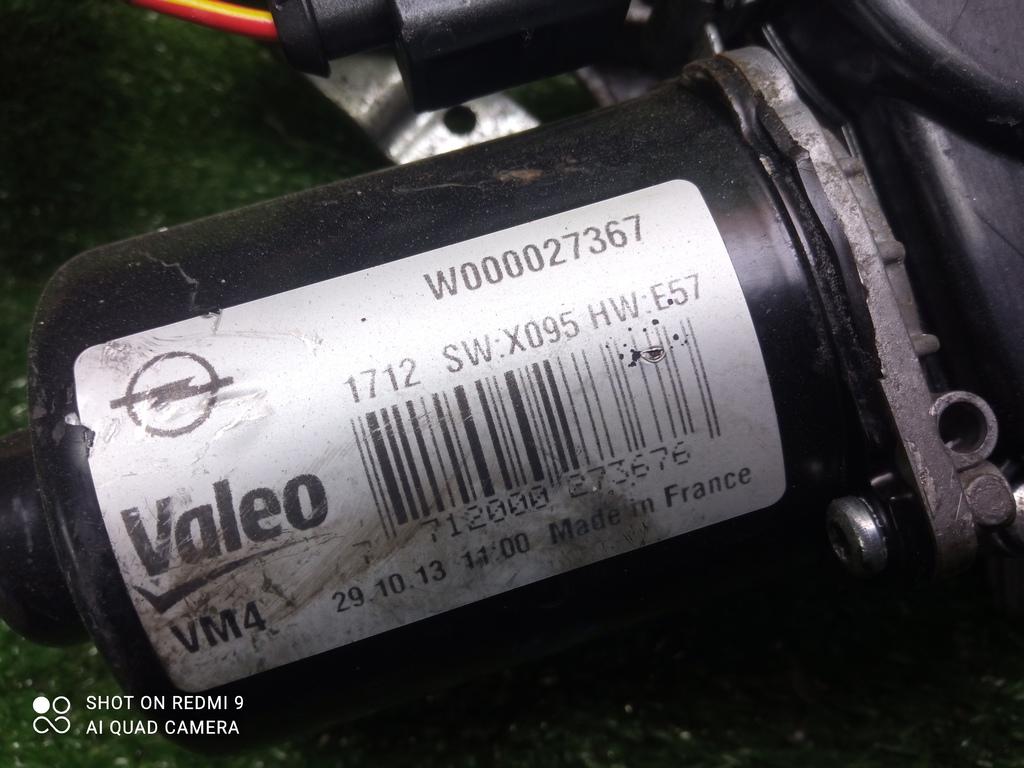 W000027367
1712 SW:X095 HW:E57
7 712000 273676
Valeo
29.10.13 11:00 Made in France
VM4
SHOT ON REDMI 9
AI QUAD CAMERA